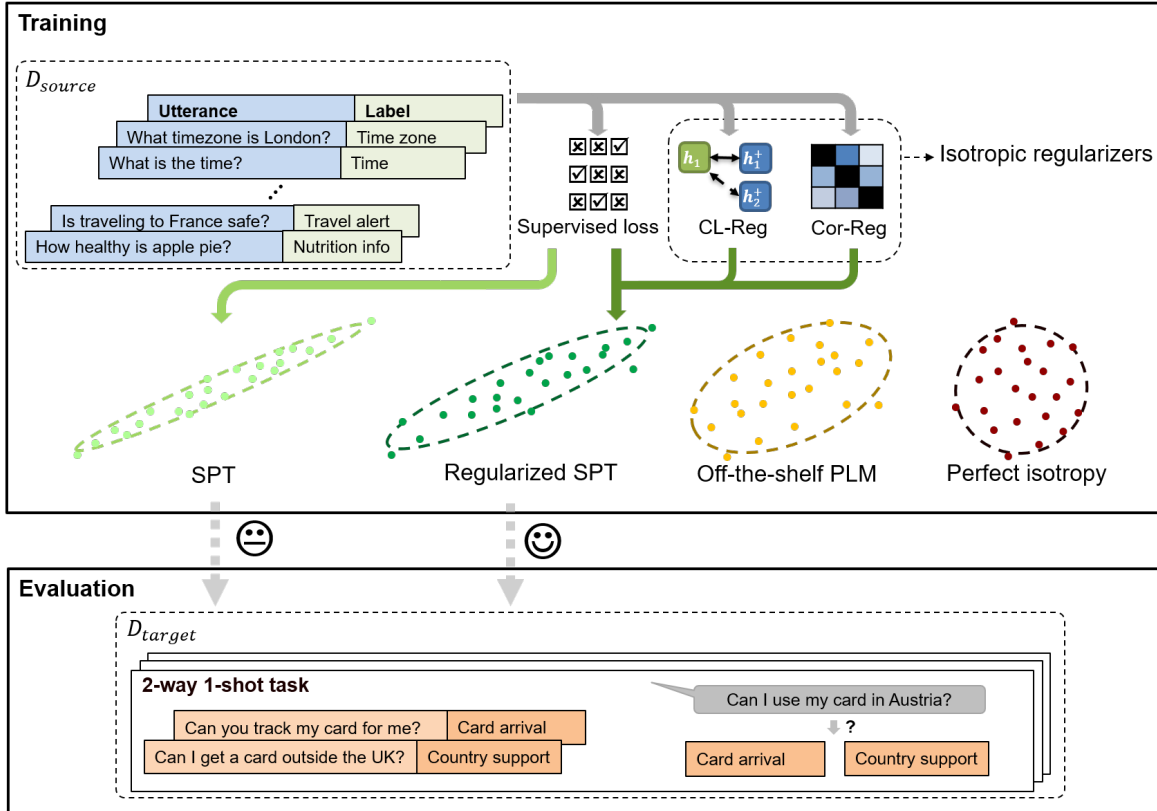 Training
D_source
Utterance Label
What timezone is London? Time zone
What is the time? Time
Is traveling to France safe? Travel alert
How healthy is apple pie? Nutrition info
Supervised loss
h_1 h_1^+
h_2^+
CL-Reg
Cor-Reg
Isotropic regularizers
SPT
Regularized SPT
Off-the-shelf PLM
Perfect isotropy
Evaluation
D_target
2-way 1-shot task
Can you track my card for me? Card arrival
Can I get a card outside the UK? Country support
Can I use my card in Austria?
?
Card arrival Country support